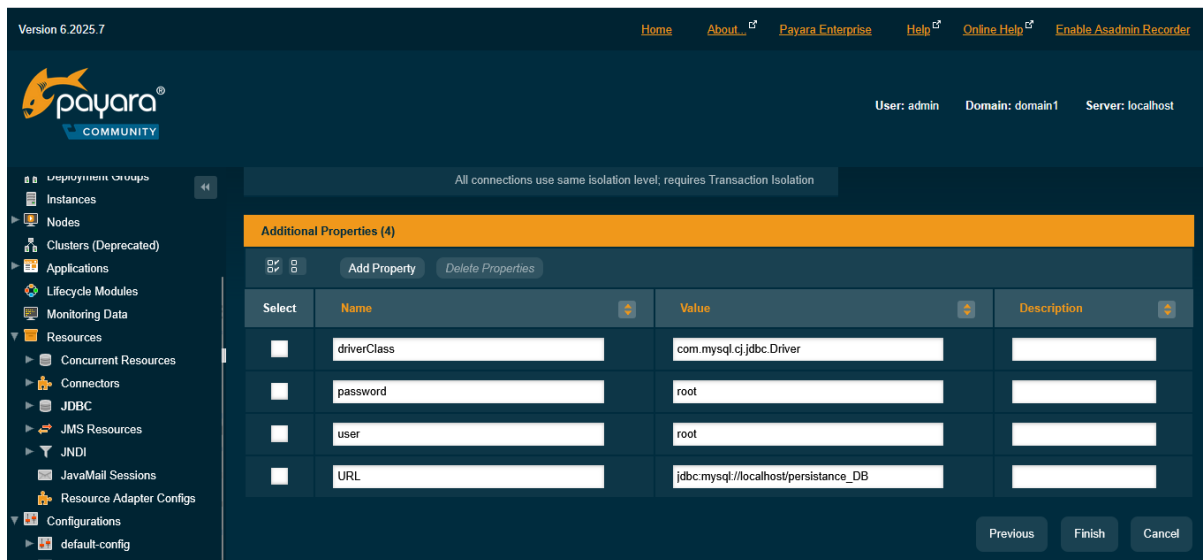 Version 6.2025.7
Home About... Payara Enterprise Help Online Help Enable Asadmin Recorder
payara®
COMMUNITY
User: admin Domain: domain1 Server: localhost
Deployment Groups
Instances
Nodes
Clusters (Deprecated)
Applications
Lifecycle Modules
Monitoring Data
Resources
Concurrent Resources
Connectors
JDBC
JMS Resources
JNDI
JavaMail Sessions
Resource Adapter Configs
Configurations
default-config
All connections use same isolation level; requires Transaction Isolation
Additional Properties (4)
Add Property Delete Properties
Select Name Value Description
driverClass com.mysql.cj.jdbc.Driver
password root
user root
URL jdbc:mysql://localhost/persistance_DB
Previous Finish Cancel